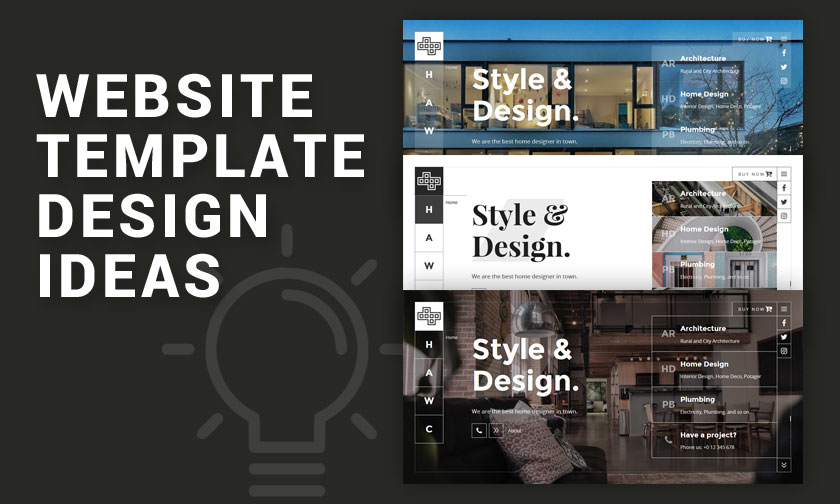 WEBSITE
TEMPLATE
DESIGN
IDEAS
BUY NOW
H
Home
A
W
Style &
Design.
We are the best home designer in town.
AR
Architecture
Rural and City Architecture
HD
Home Design
Interior Design, Home Deco, Potager
PB
Plumbing
Electricity, Plumbing, and so on.
BUY NOW
H
Home
A
W
Style &
Design.
We are the best home designer in town.
Architecture
Rural and City Architecture
Home Design
Interior Design, Home Deco, Potager
Plumbing
Electricity, Plumbing, and so on.
BUY NOW
H
Home
A
W
C
Style &
Design.
We are the best home designer in town.
About
AR
Architecture
Rural and City Architecture
HD
Home Design
Interior Design, Home Deco, Potager
PB
Plumbing
Electricity, Plumbing, and so on.
Have a project?
Phone us: +0 12 345 678